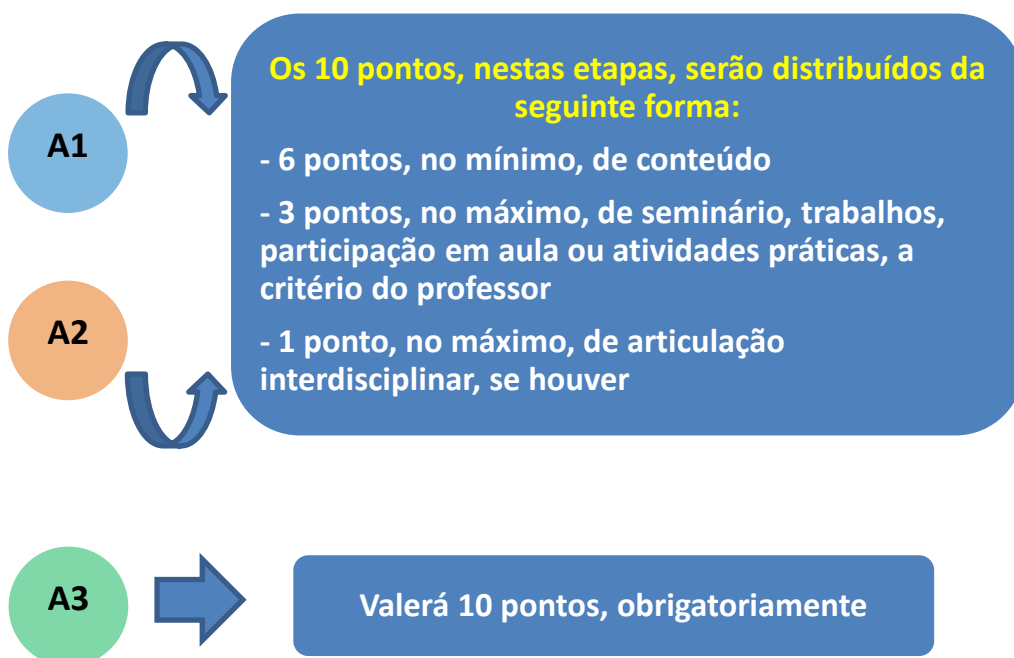 A1
Os 10 pontos, nestas etapas, serão distribuídos da
seguinte forma:
- 6 pontos, no mínimo, de conteúdo
- 3 pontos, no máximo, de seminário, trabalhos,
participação em aula ou atividades práticas, a
critério do professor
A2
- 1 ponto, no máximo, de articulação
interdisciplinar, se houver
A3
Valerá 10 pontos, obrigatoriamente